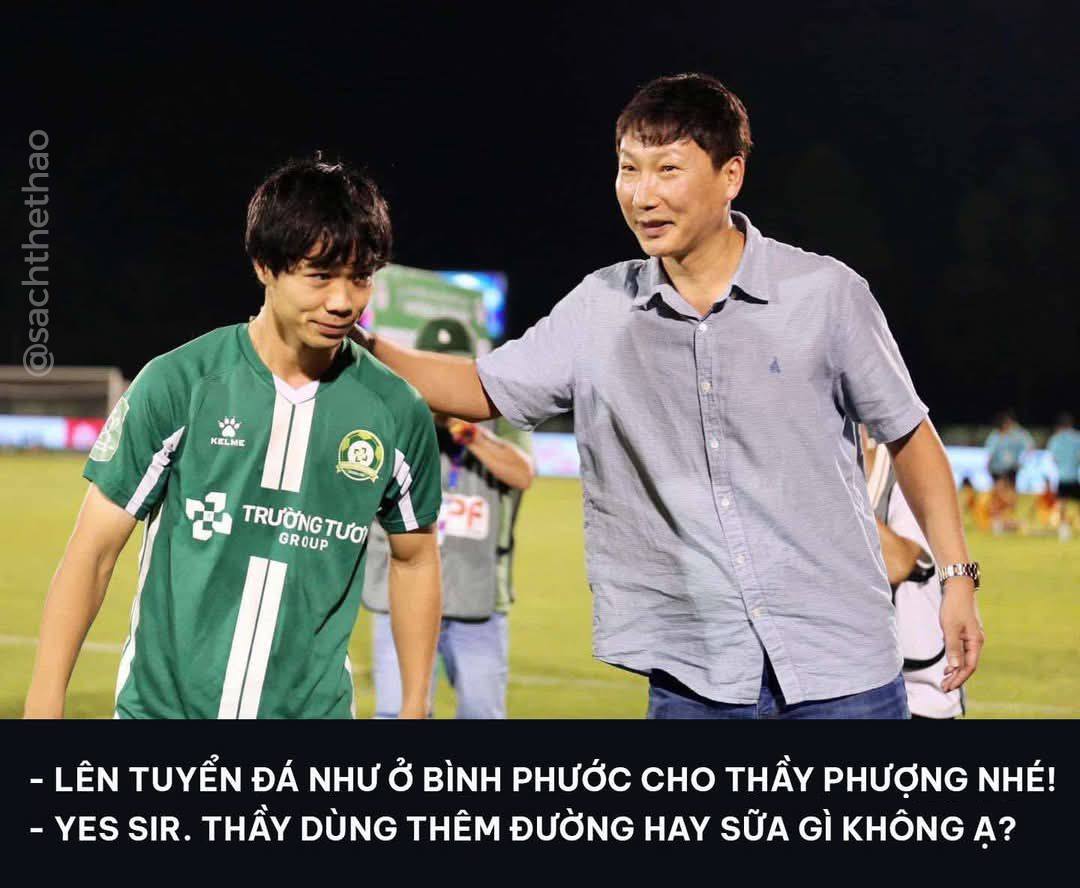 @sachthethao
KELME
TRƯỜNG TƯƠI
GROUP
PF
- LÊN TUYỂN ĐÁ NHƯ Ở BÌNH PHƯỚC CHO THẦY PHƯỢNG NHÉ!
- YES SIR. THẦY DÙNG THÊM ĐƯỜNG HAY SỮA GÌ KHÔNG Ạ?